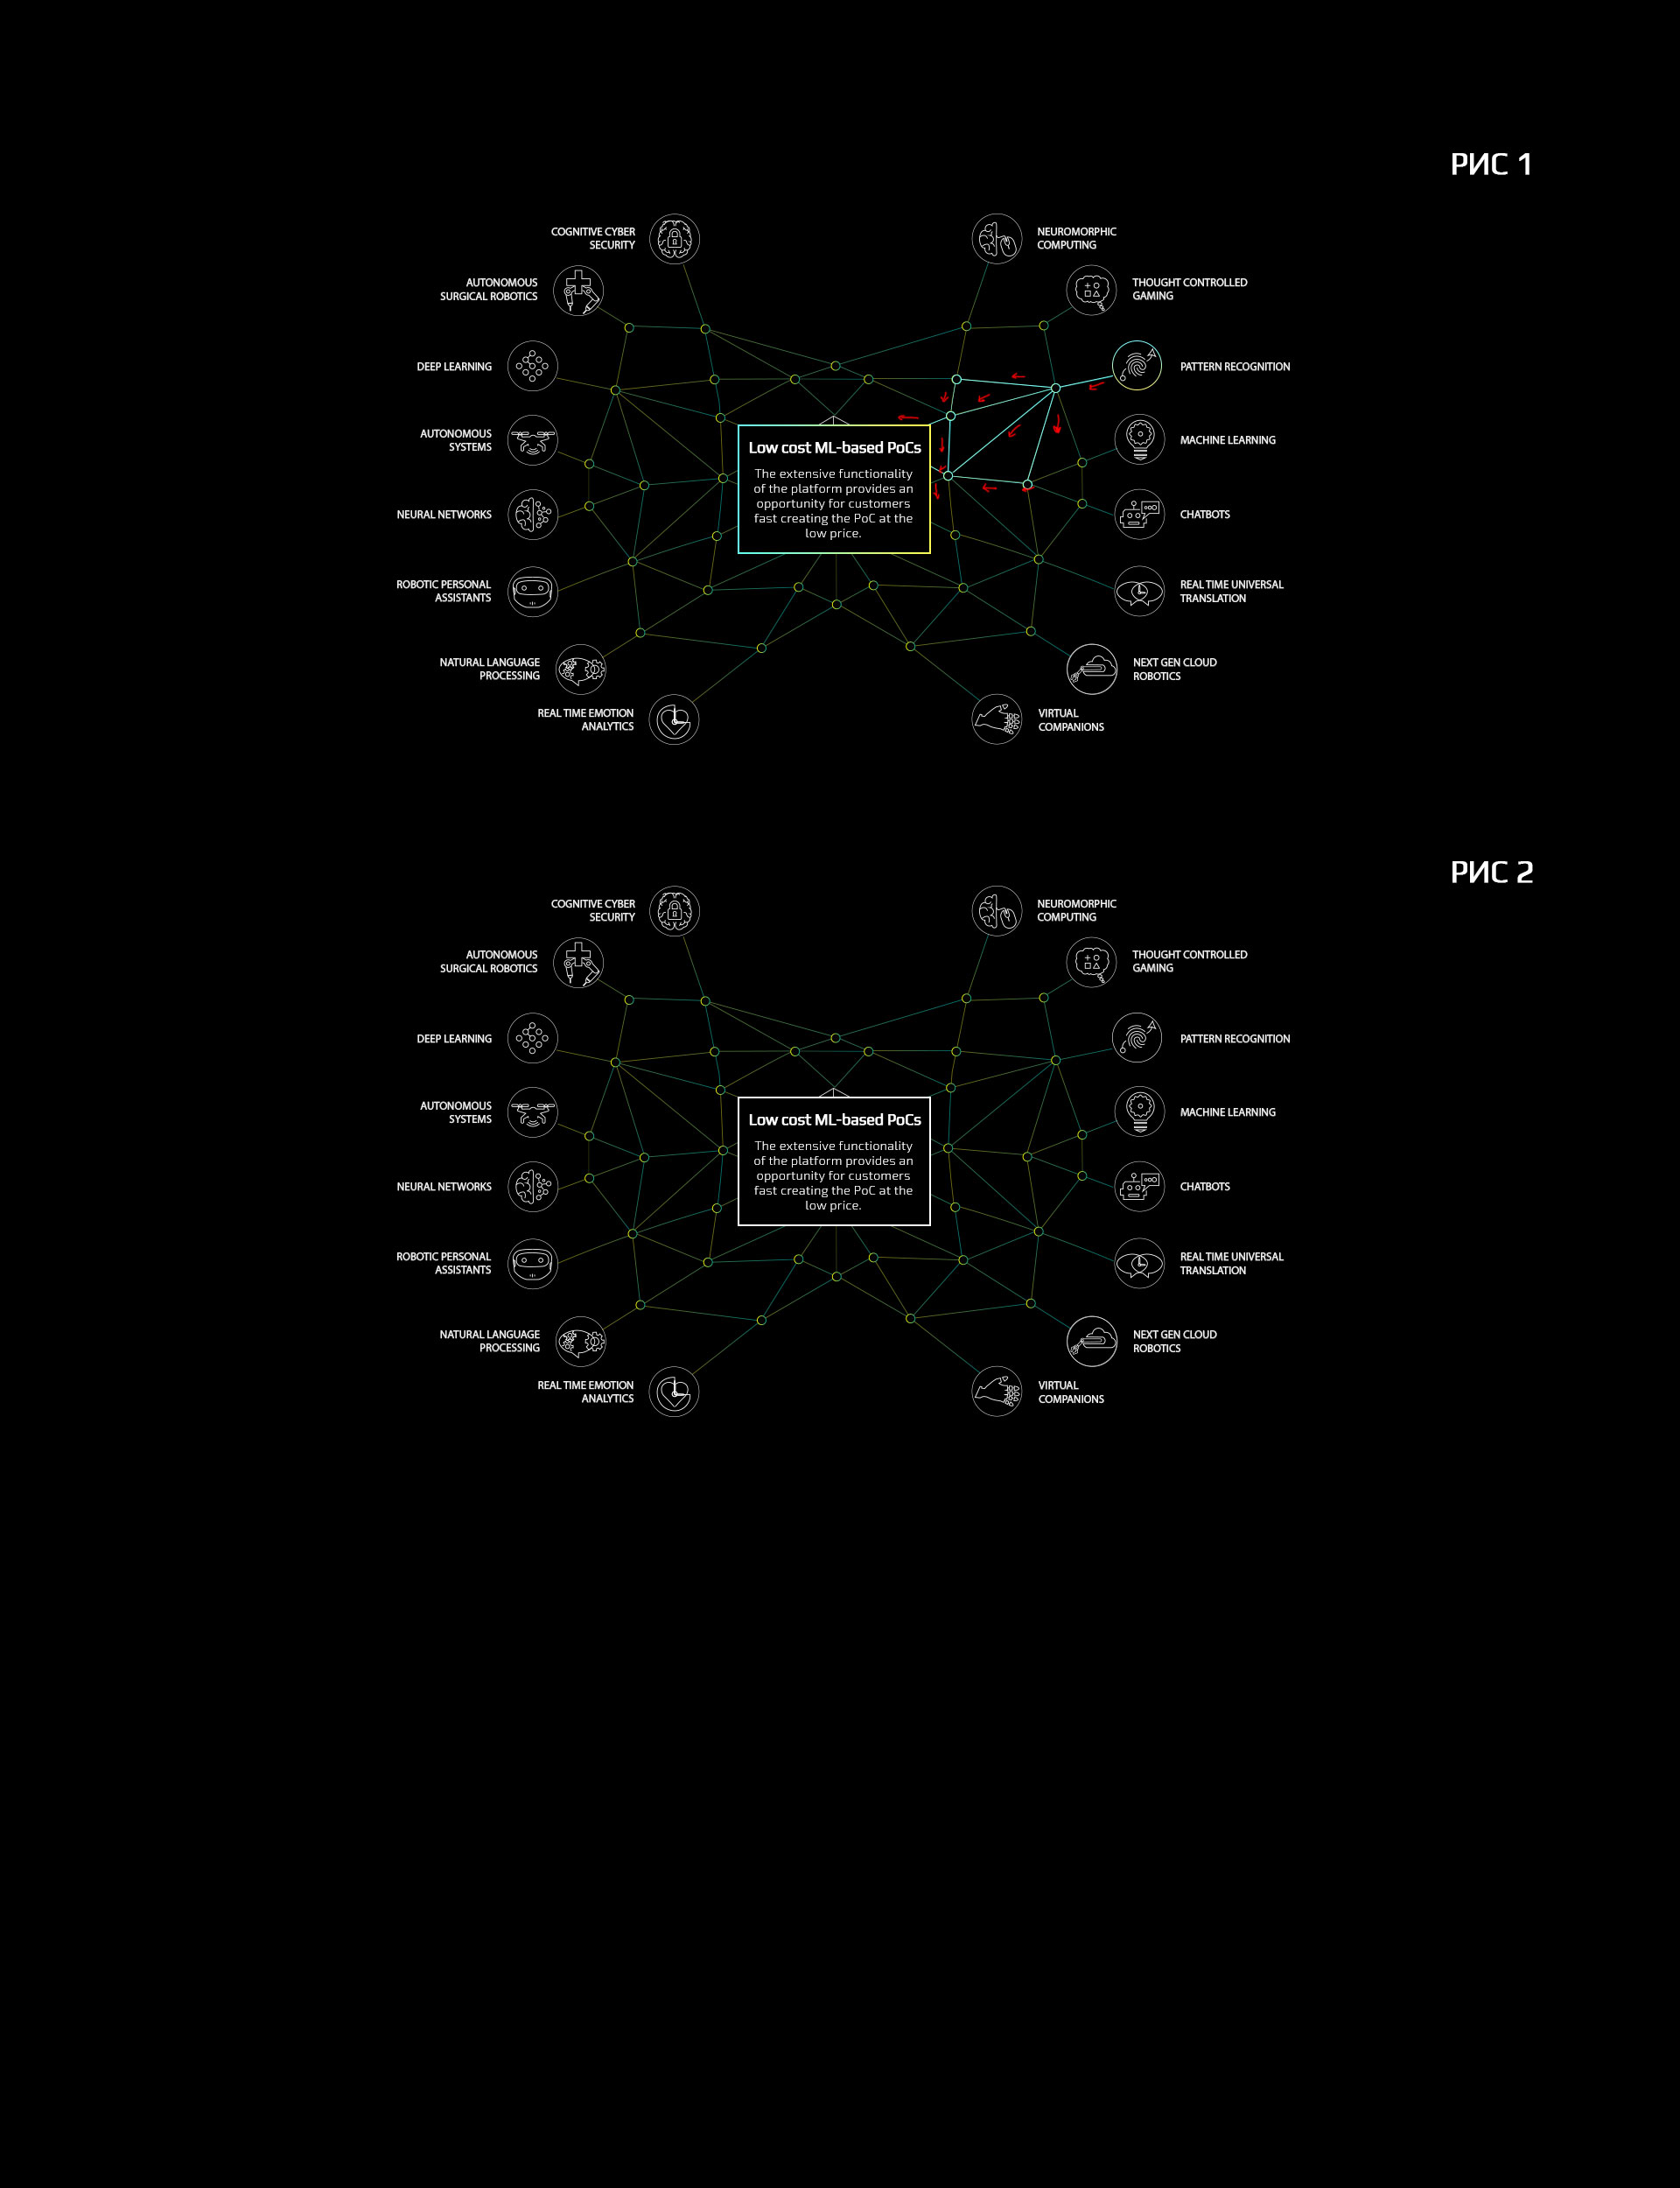 РИС 1
COGNITIVE CYBER
SECURITY
NEUROMORPHIC
COMPUTING
AUTONOMOUS
SURGICAL ROBOTICS
THOUGHT CONTROLLED
GAMING
DEEP LEARNING
PATTERN RECOGNITION
AUTONOMOUS
SYSTEMS
MACHINE LEARNING
Low cost ML-based PoCs
The extensive functionality
of the platform provides an
opportunity for customers
fast creating the PoC at the
low price.
NEURAL NETWORKS
CHATBOTS
ROBOTIC PERSONAL
ASSISTANTS
REAL TIME UNIVERSAL
TRANSLATION
NATURAL LANGUAGE
PROCESSING
NEXT GEN CLOUD
ROBOTICS
REAL TIME EMOTION
ANALYTICS
VIRTUAL
COMPANIONS
РИС 2
COGNITIVE CYBER
SECURITY
NEUROMORPHIC
COMPUTING
AUTONOMOUS
SURGICAL ROBOTICS
THOUGHT CONTROLLED
GAMING
DEEP LEARNING
PATTERN RECOGNITION
AUTONOMOUS
SYSTEMS
MACHINE LEARNING
Low cost ML-based PoCs
The extensive functionality
of the platform provides an
opportunity for customers
fast creating the PoC at the
low price.
NEURAL NETWORKS
CHATBOTS
ROBOTIC PERSONAL
ASSISTANTS
REAL TIME UNIVERSAL
TRANSLATION
NATURAL LANGUAGE
PROCESSING
NEXT GEN CLOUD
ROBOTICS
REAL TIME EMOTION
ANALYTICS
VIRTUAL
COMPANIONS